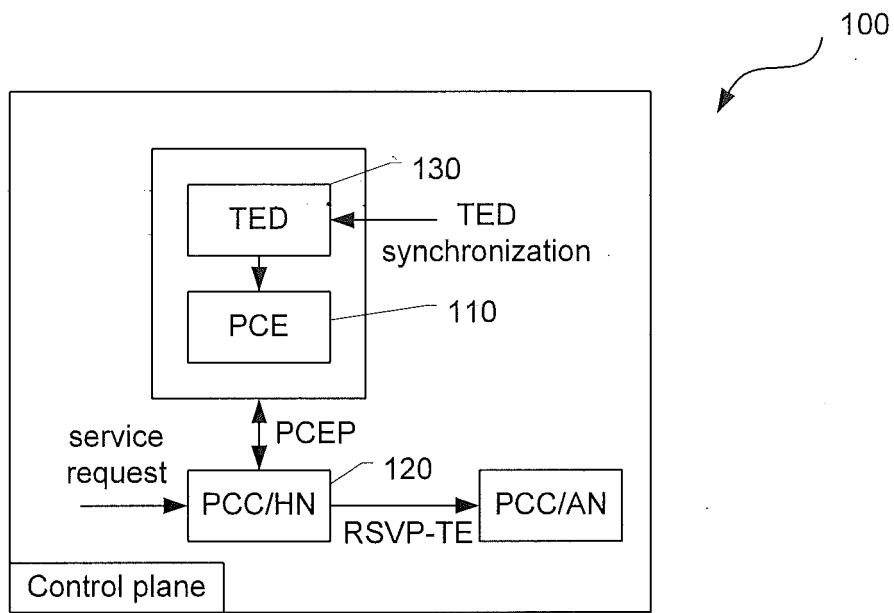 100
130
TED
TED
synchronization
PCE
110
PCEP
service
request
120
PCC/HN
PCC/AN
RSVP-TE
Control plane